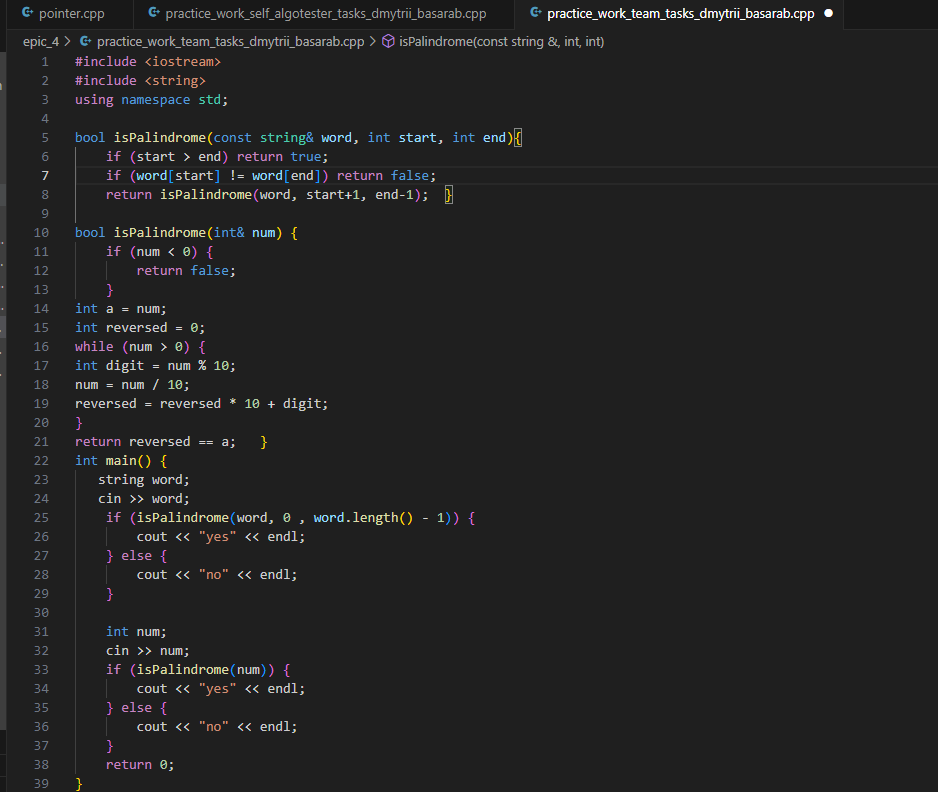 pointer.cpp practice_work_self_algotester_tasks_dmytrii_basarab.cpp practice_work_team_tasks_dmytrii_basarab.cpp
epic_4 > practice_work_team_tasks_dmytrii_basarab.cpp > isPalindrome(const string &, int, int)
1 #include <iostream>
2 #include <string>
3 using namespace std;
4
5 bool isPalindrome(const string& word, int start, int end){
6 if (start > end) return true;
7 if (word[start] != word[end]) return false;
8 return isPalindrome(word, start+1, end-1); }
9
10 bool isPalindrome(int& num) {
11 if (num < 0) {
12 return false;
13 }
14 int a = num;
15 int reversed = 0;
16 while (num > 0) {
17 int digit = num % 10;
18 num = num / 10;
19 reversed = reversed * 10 + digit;
20 }
21 return reversed == a; }
22 int main() {
23 string word;
24 cin >> word;
25 if (isPalindrome(word, 0 , word.length() - 1)) {
26 cout << "yes" << endl;
27 } else {
28 cout << "no" << endl;
29 }
30
31 int num;
32 cin >> num;
33 if (isPalindrome(num)) {
34 cout << "yes" << endl;
35 } else {
36 cout << "no" << endl;
37 }
38 return 0;
39 }